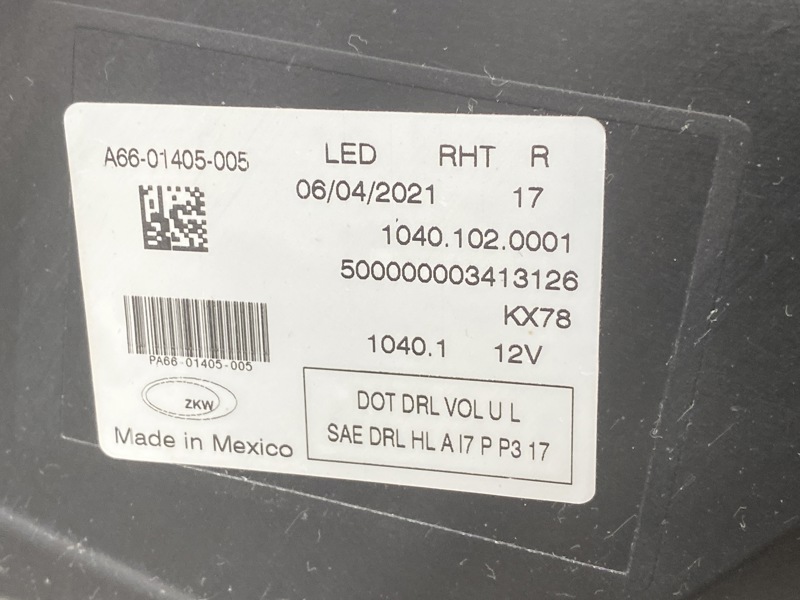 A66-01405-005 LED RHT R
06/04/2021 17
1040.102.0001
500000003413126
KX78
1040.1 12V
PA66-01405-005
ZKW
Made in Mexico
DOT DRL VOL U L
SAE DRL HL A I7 P P3 17